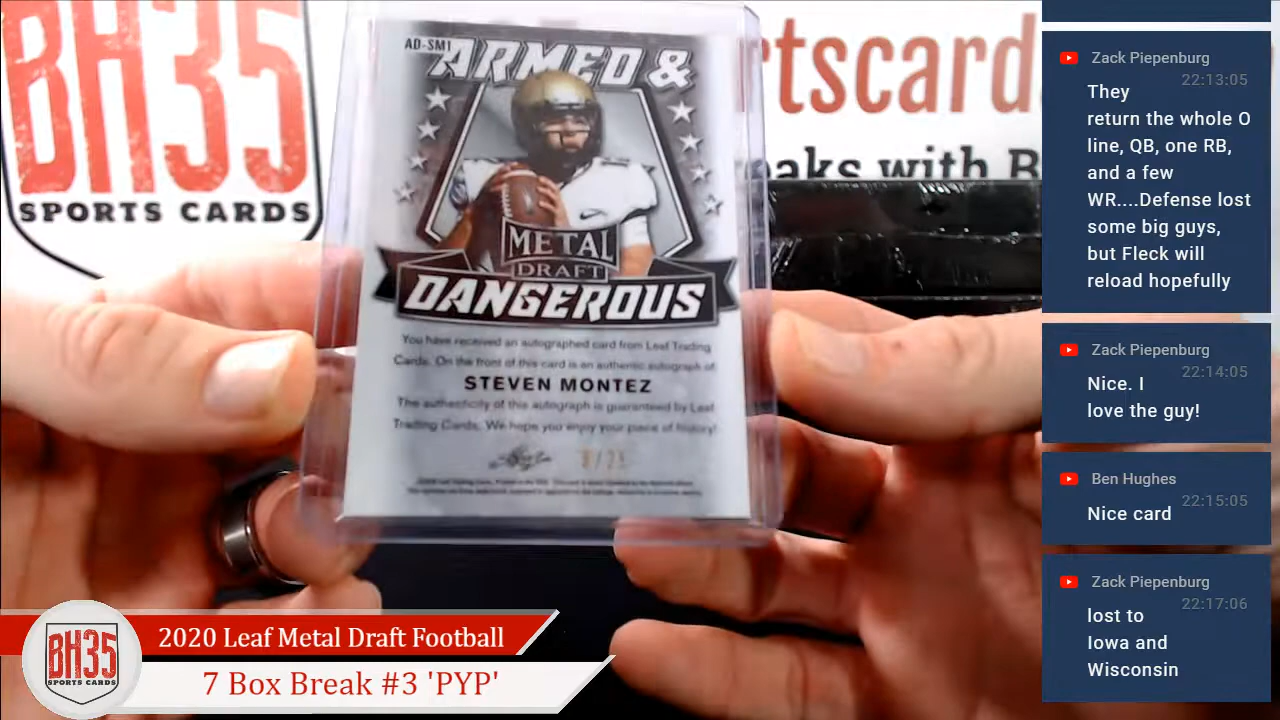 BH35
SPORTS CARDS
tscard
eaks with B
AD-SM1
ARMED &
METAL
DRAFT
DANGEROUS
You have received an autographed card from Leaf Trading
Cards. On the front of this card is an authentic autograph of
STEVEN MONTEZ
The authenticity of this autograph is guaranteed by Leaf
Trading Cards. We hope you enjoy your piece of history!
Zack Piepenburg
22:13:05
They
return the whole O
line, QB, one RB,
and a few
WR....Defense lost
some big guys,
but Fleck will
reload hopefully
Zack Piepenburg
22:14:05
Nice. I
love the guy!
Ben Hughes
22:15:05
Nice card
Zack Piepenburg
22:17:06
lost to
Iowa and
Wisconsin
BH35
SPORTS CARDS
2020 Leaf Metal Draft Football
7 Box Break #3 'PYP'